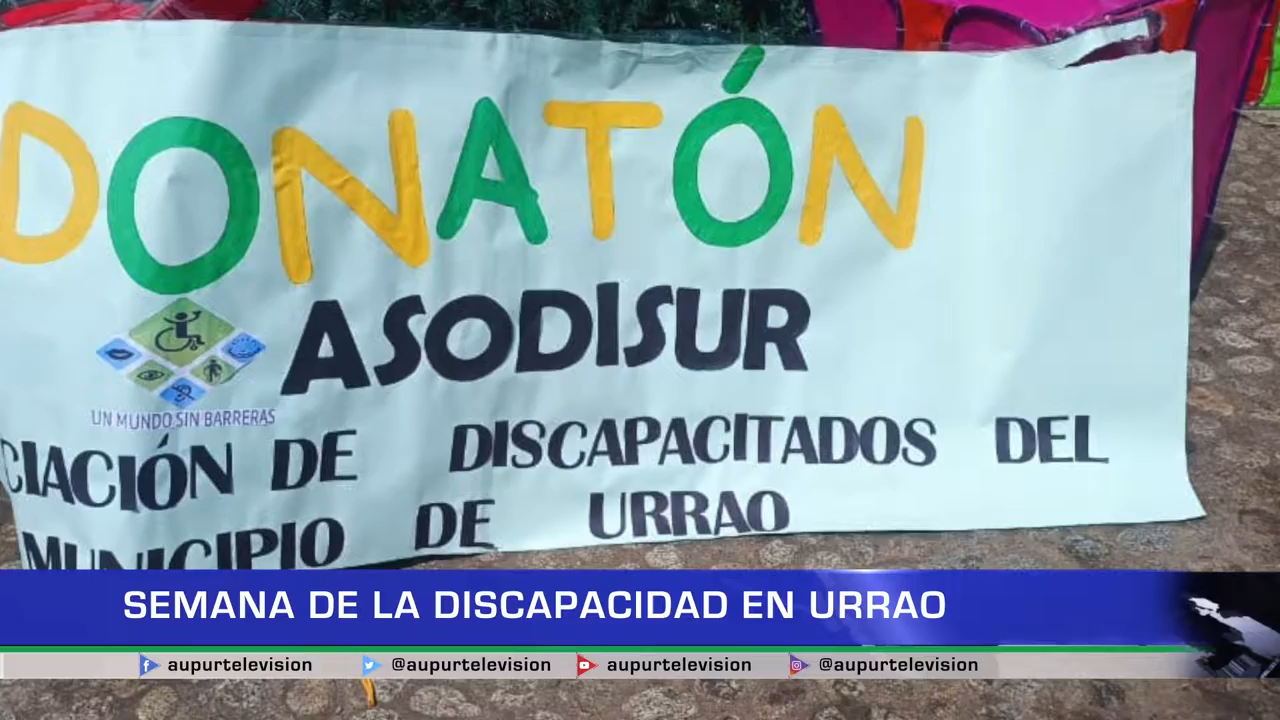 DONATÓN
ASODISUR
UN MUNDO SIN BARRERAS
CIACIÓN DE DISCAPACITADOS DEL
MUNICIPIO DE URRAO
SEMANA DE LA DISCAPACIDAD EN URRAO
aupurtelevision @aupurtelevision aupurtelevision @aupurtelevision